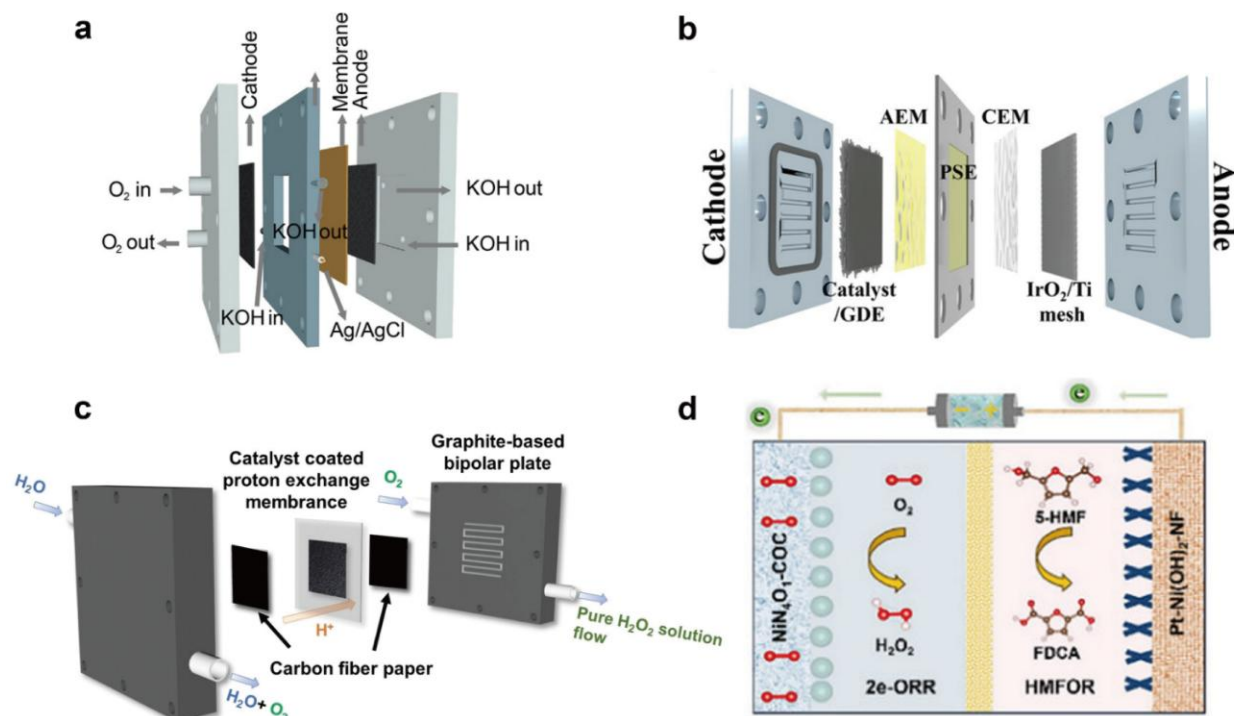 a
Cathode
Membrane
Anode
O₂ in
O₂ out
KOH out
KOH out
KOH in
KOH in
Ag/AgCl
b
Cathode
AEM
CEM
PSE
Anode
Catalyst
/GDE
IrO₂/Ti
mesh
c
H₂O
Catalyst coated
proton exchange
membrance
O₂
Graphite-based
bipolar plate
H⁺
Carbon fiber paper
Pure H₂O₂ solution
flow
H₂O+ O₂
d
e
e
NiN₄O₁-COC
O₂
H₂O₂
2e-ORR
5-HMF
FDCA
HMFOR
Pt-Ni(OH)₂-NF